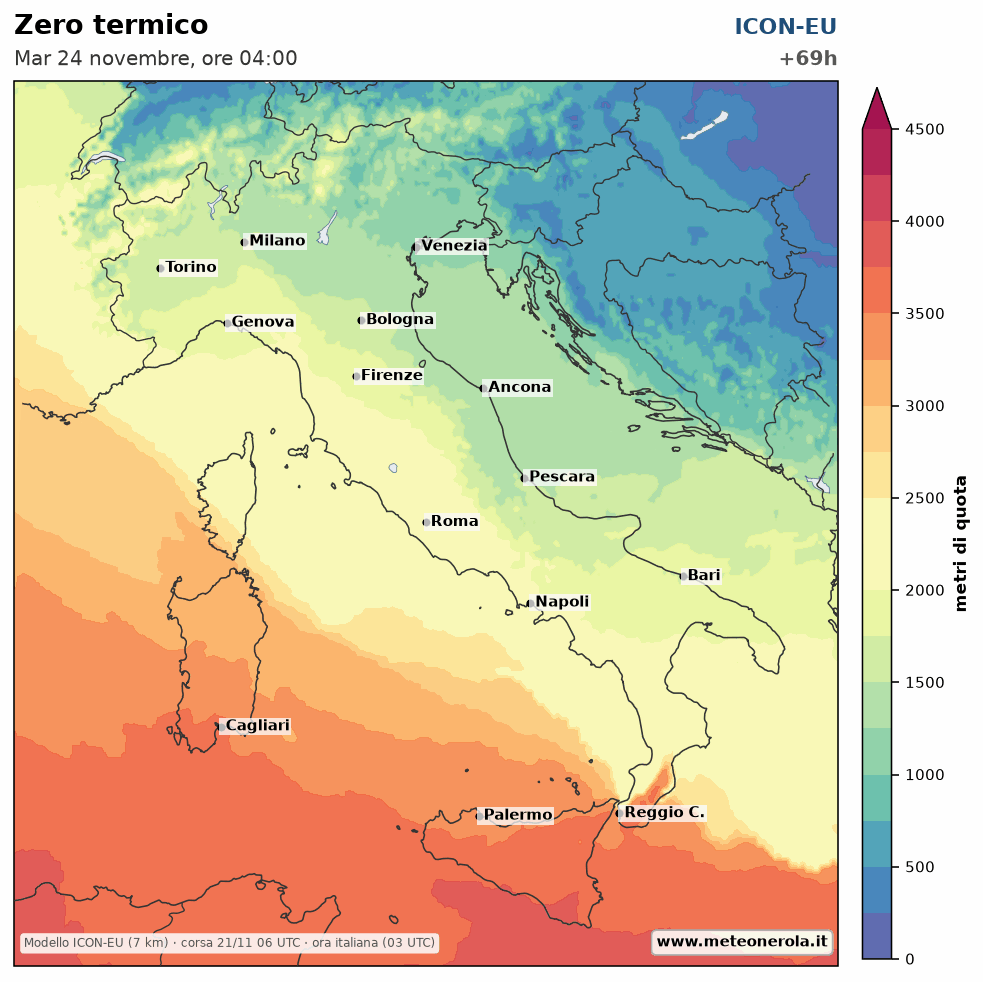 Zero termico
ICON-EU
Mar 24 novembre, ore 04:00
+69h
4500
4000
3500
3000
2500
2000
1500
1000
500
0
metri di quota
Milano
Venezia
Torino
Genova
Bologna
Firenze
Ancona
Pescara
Roma
Bari
Napoli
Cagliari
Palermo
Reggio C.
Modello ICON-EU (7 km) · corsa 21/11 06 UTC · ora italiana (03 UTC)
www.meteonerola.it